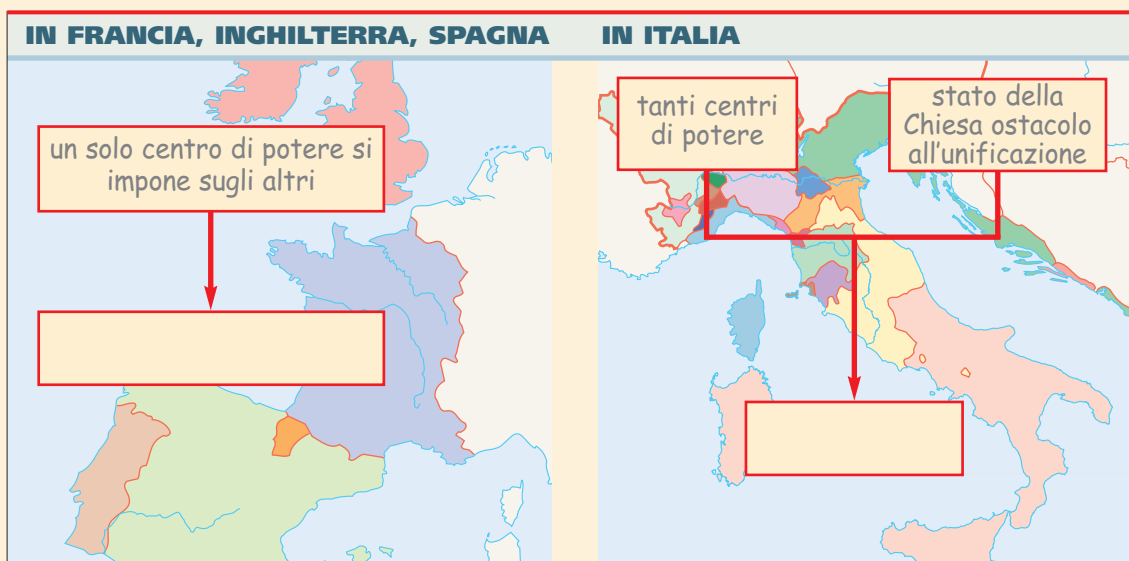 IN FRANCIA, INGHILTERRA, SPAGNA
un solo centro di potere si
impone sugli altri
IN ITALIA
tanti centri
di potere
stato della
Chiesa ostacolo
all'unificazione